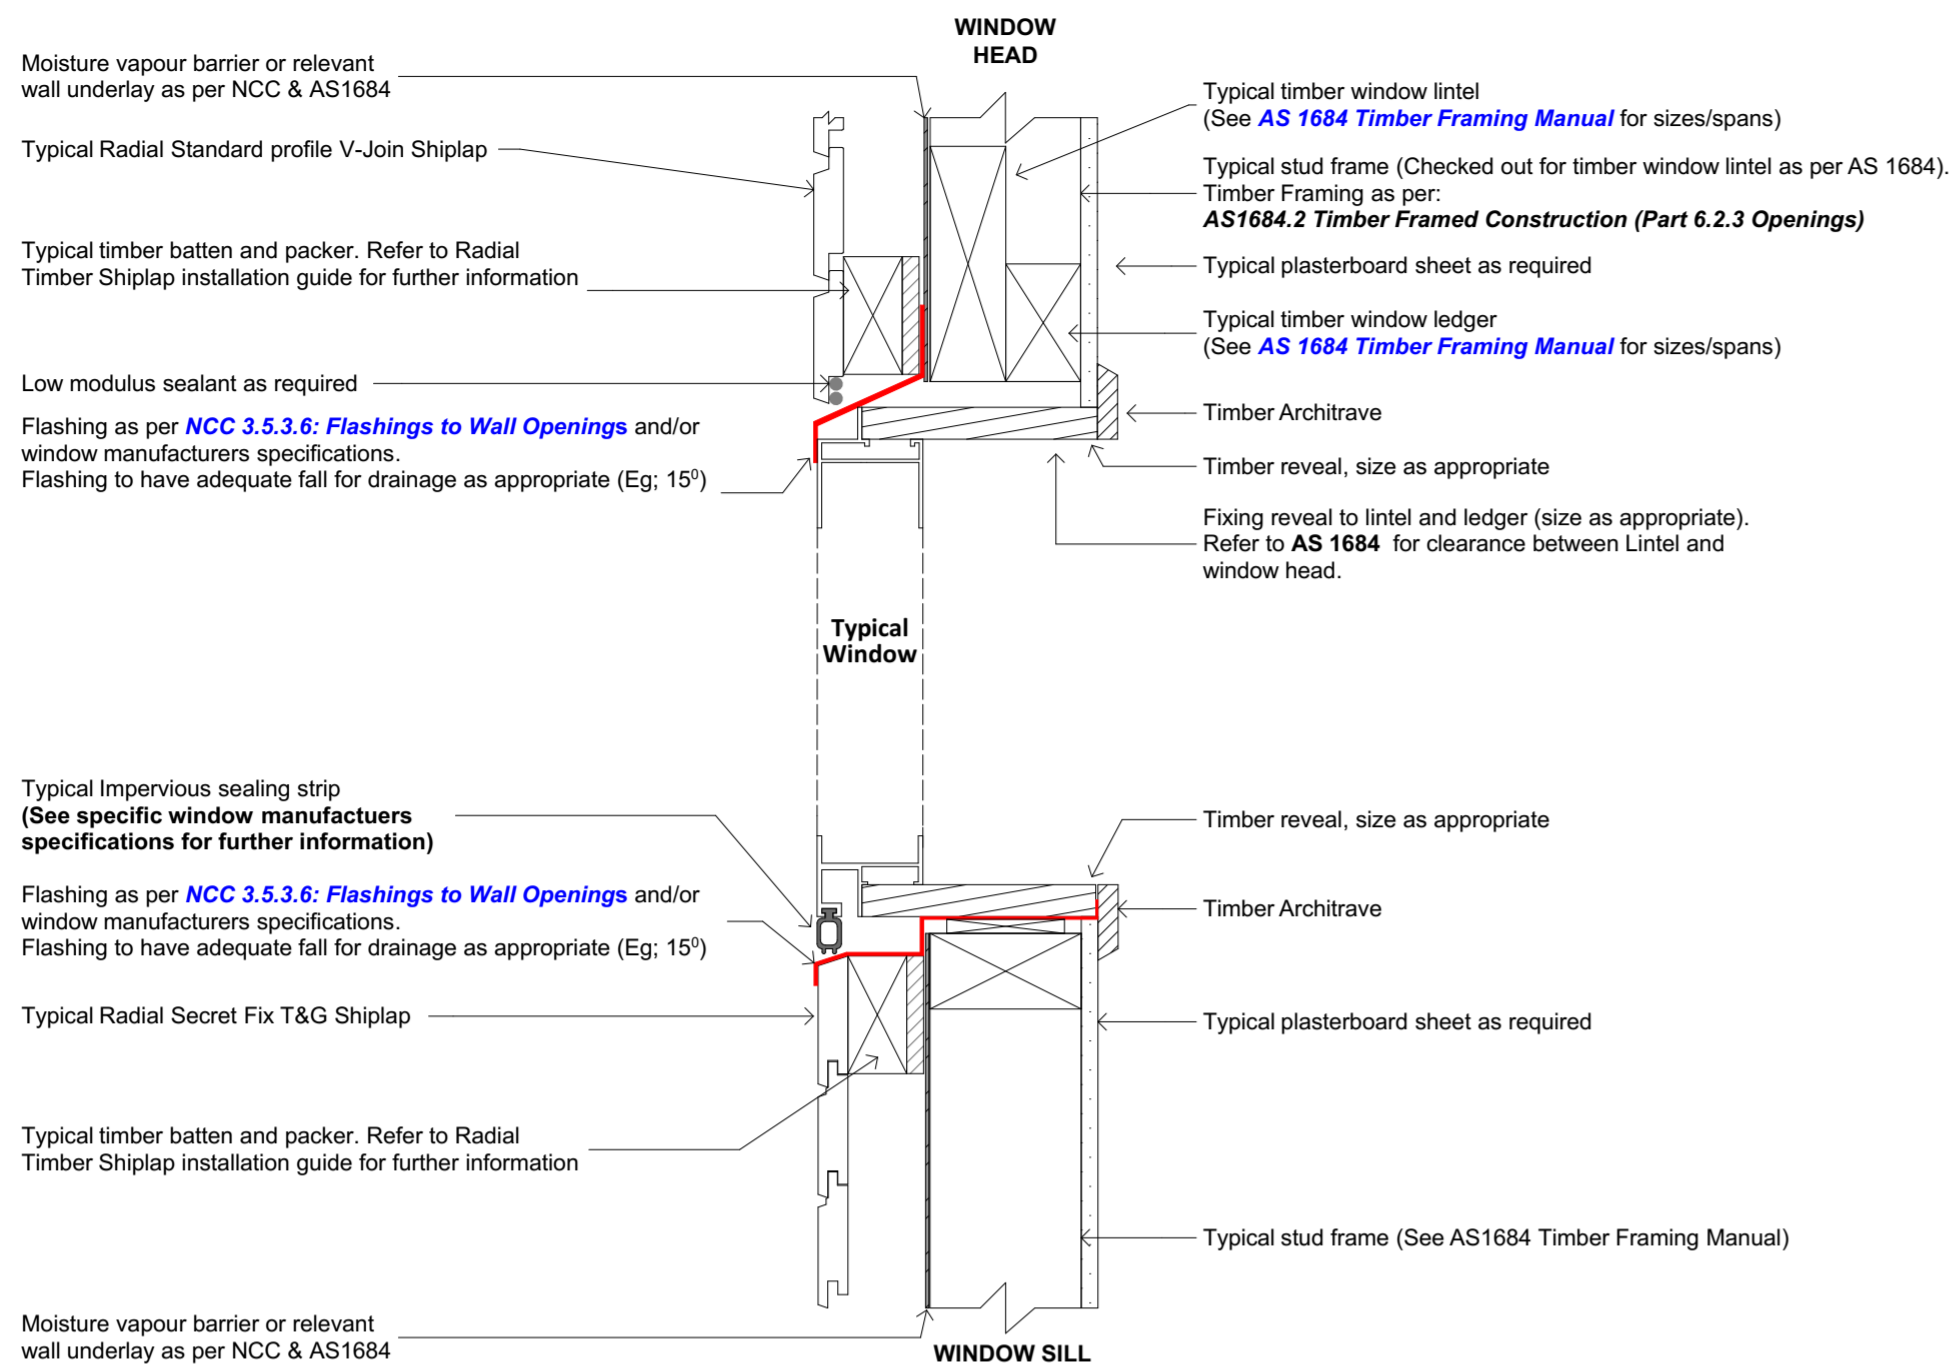 WINDOW
HEAD
Moisture vapour barrier or relevant
wall underlay as per NCC & AS1684
Typical Radial Standard profile V-Join Shiplap
Typical timber batten and packer. Refer to Radial
Timber Shiplap installation guide for further information
Low modulus sealant as required
Flashing as per NCC 3.5.3.6: Flashings to Wall Openings and/or
window manufacturers specifications.
Flashing to have adequate fall for drainage as appropriate (Eg; 15⁰)
Typical timber window lintel
(See AS 1684 Timber Framing Manual for sizes/spans)
Typical stud frame (Checked out for timber window lintel as per AS 1684).
Timber Framing as per:
AS1684.2 Timber Framed Construction (Part 6.2.3 Openings)
Typical plasterboard sheet as required
Typical timber window ledger
(See AS 1684 Timber Framing Manual for sizes/spans)
Timber Architrave
Timber reveal, size as appropriate
Fixing reveal to lintel and ledger (size as appropriate).
Refer to AS 1684 for clearance between Lintel and
window head.
Typical
Window
Typical Impervious sealing strip
(See specific window manufactuers
specifications for further information)
Flashing as per NCC 3.5.3.6: Flashings to Wall Openings and/or
window manufacturers specifications.
Flashing to have adequate fall for drainage as appropriate (Eg; 15⁰)
Typical Radial Secret Fix T&G Shiplap
Typical timber batten and packer. Refer to Radial
Timber Shiplap installation guide for further information
Moisture vapour barrier or relevant
wall underlay as per NCC & AS1684
Timber reveal, size as appropriate
Timber Architrave
Typical plasterboard sheet as required
Typical stud frame (See AS1684 Timber Framing Manual)
WINDOW SILL